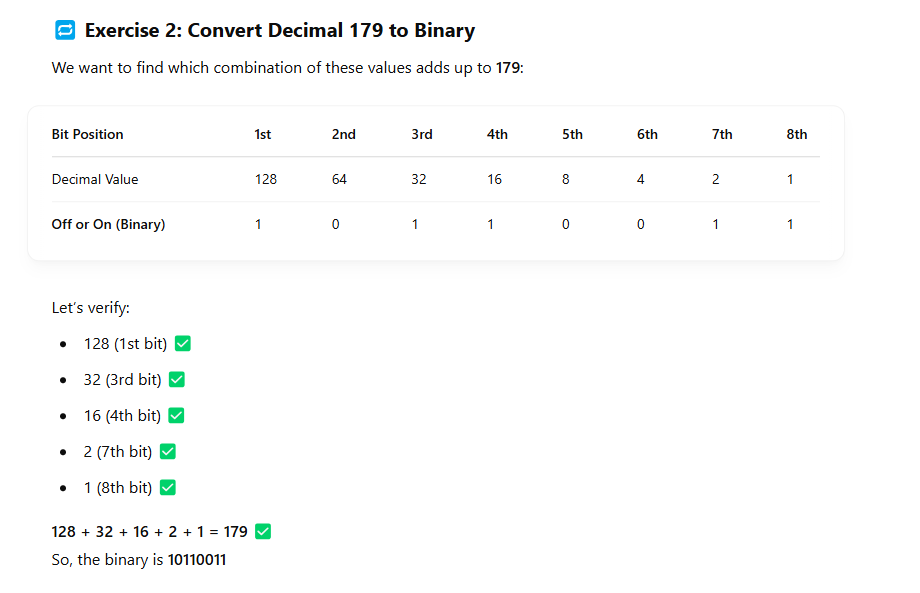 Exercise 2: Convert Decimal 179 to Binary
We want to find which combination of these values adds up to 179:
Bit Position 1st 2nd 3rd 4th 5th 6th 7th 8th
Decimal Value 128 64 32 16 8 4 2 1
Off or On (Binary) 1 0 1 1 0 0 1 1
Let's verify:
128 (1st bit) ✅
32 (3rd bit) ✅
16 (4th bit) ✅
2 (7th bit) ✅
1 (8th bit) ✅
128 + 32 + 16 + 2 + 1 = 179 ✅
So, the binary is 10110011